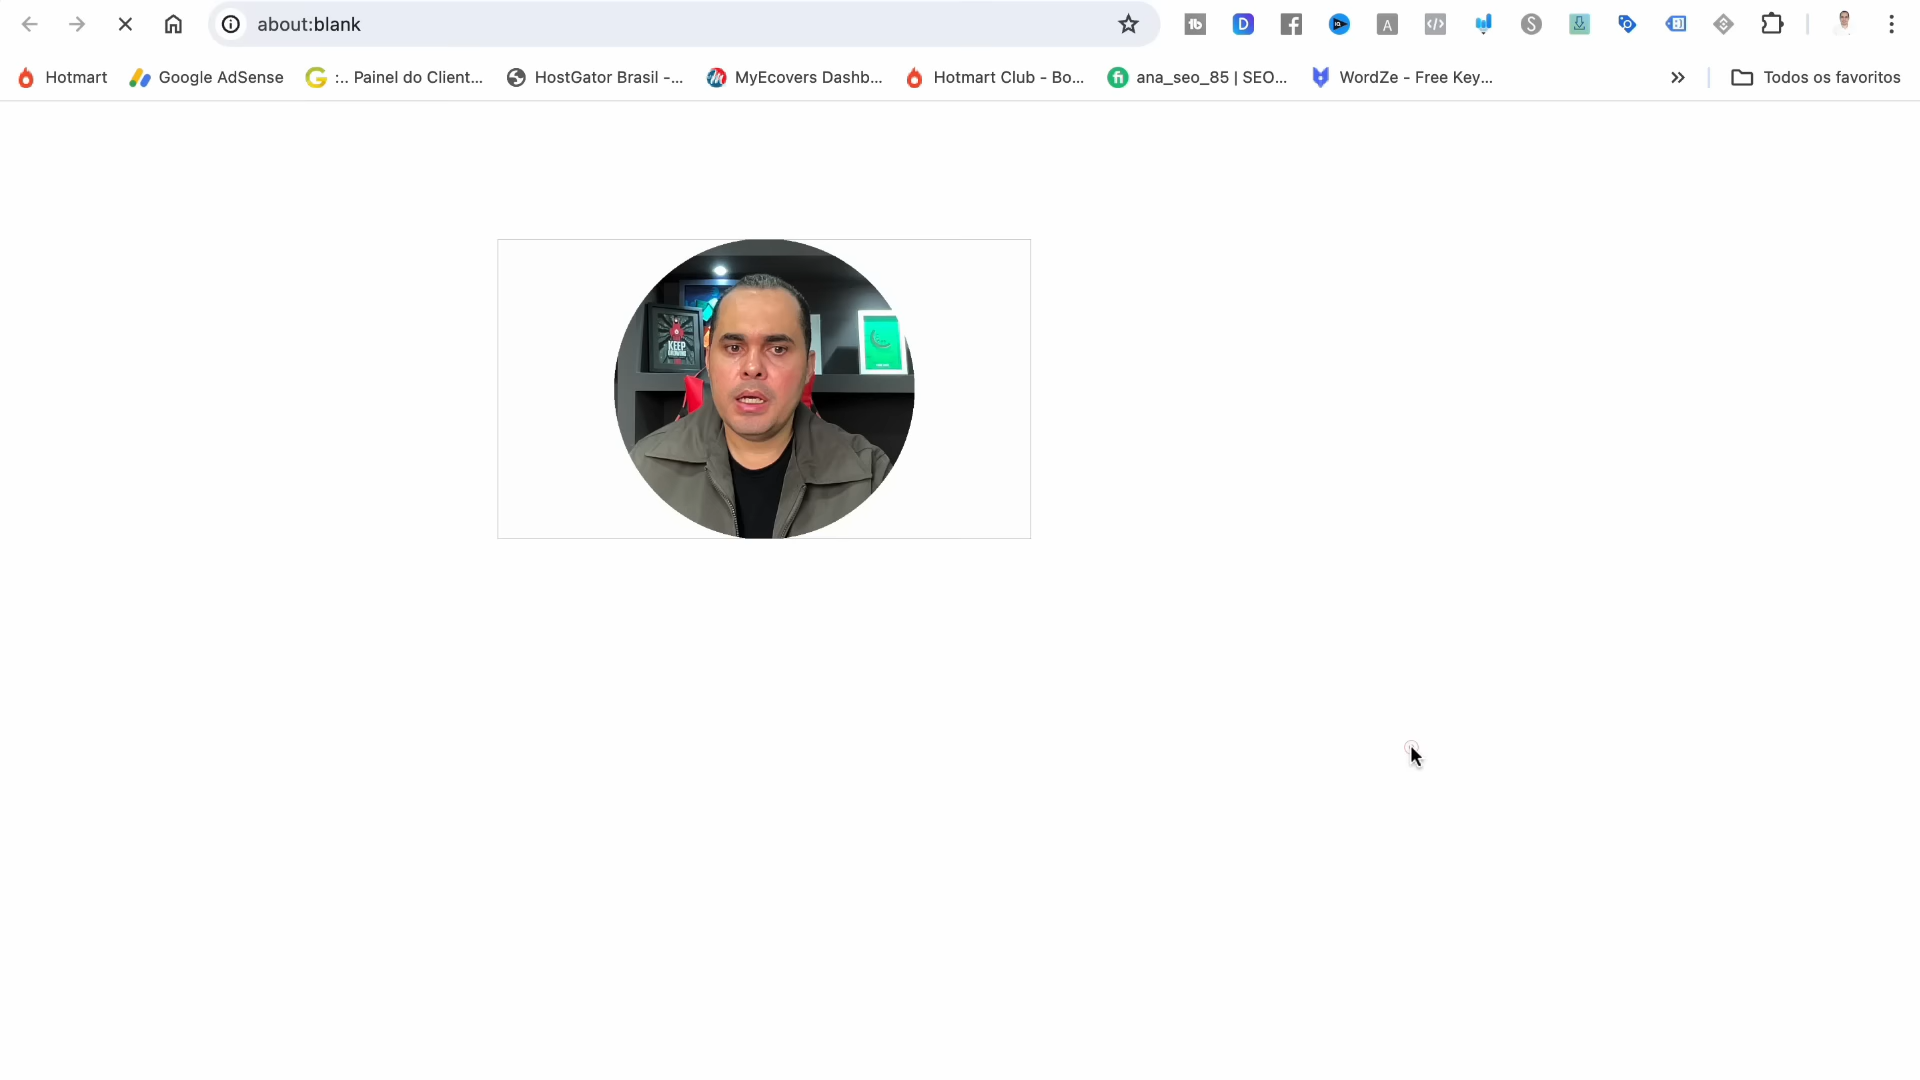 about:blank
Hotmart
Google AdSense
:.. Painel do Client...
HostGator Brasil -...
MyEcovers Dashb...
Hotmart Club - Bo...
ana_seo_85 | SEO...
WordZe - Free Key...
Todos os favoritos
KEEP
GROWING